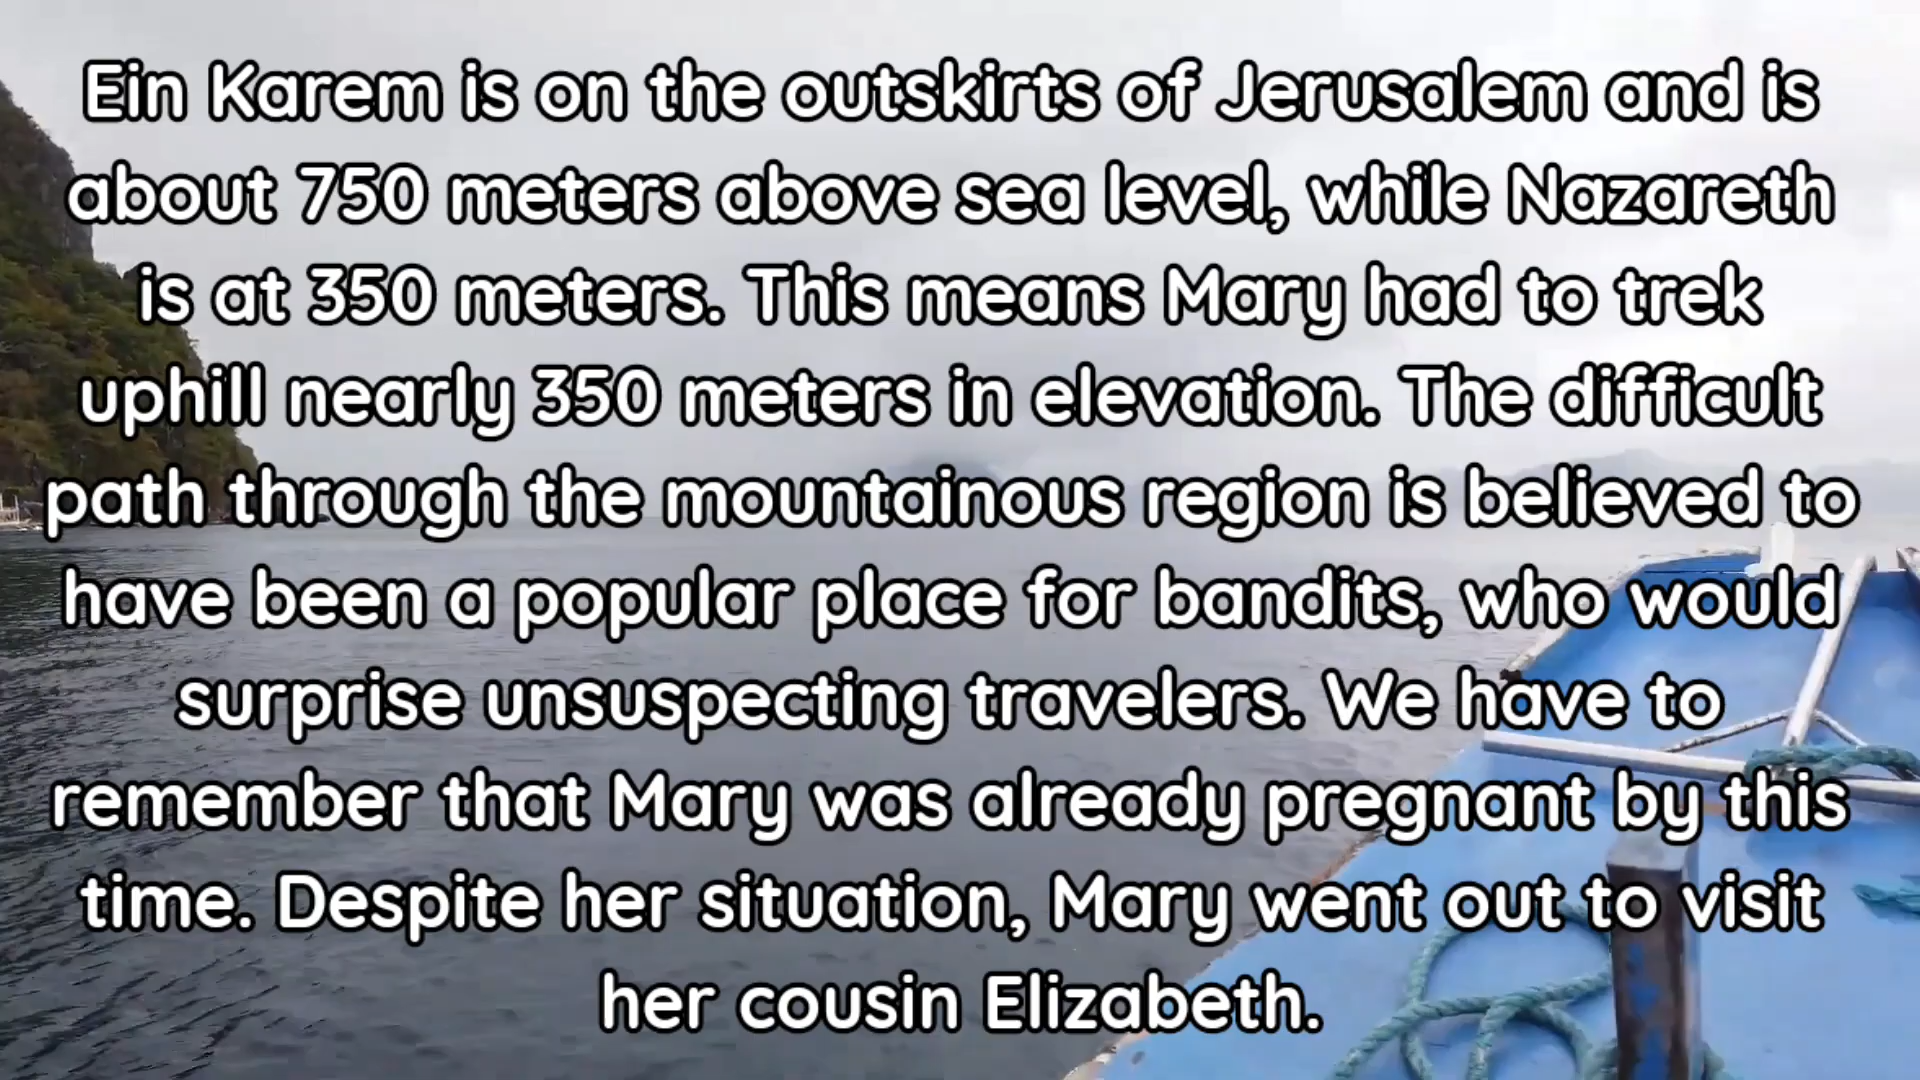 Ein Karem is on the outskirts of Jerusalem and is
about 750 meters above sea level, while Nazareth
is at 350 meters. This means Mary had to trek
uphill nearly 350 meters in elevation. The difficult
path through the mountainous region is believed to
have been a popular place for bandits, who would
surprise unsuspecting travelers. We have to
remember that Mary was already pregnant by this
time. Despite her situation, Mary went out to visit
her cousin Elizabeth.